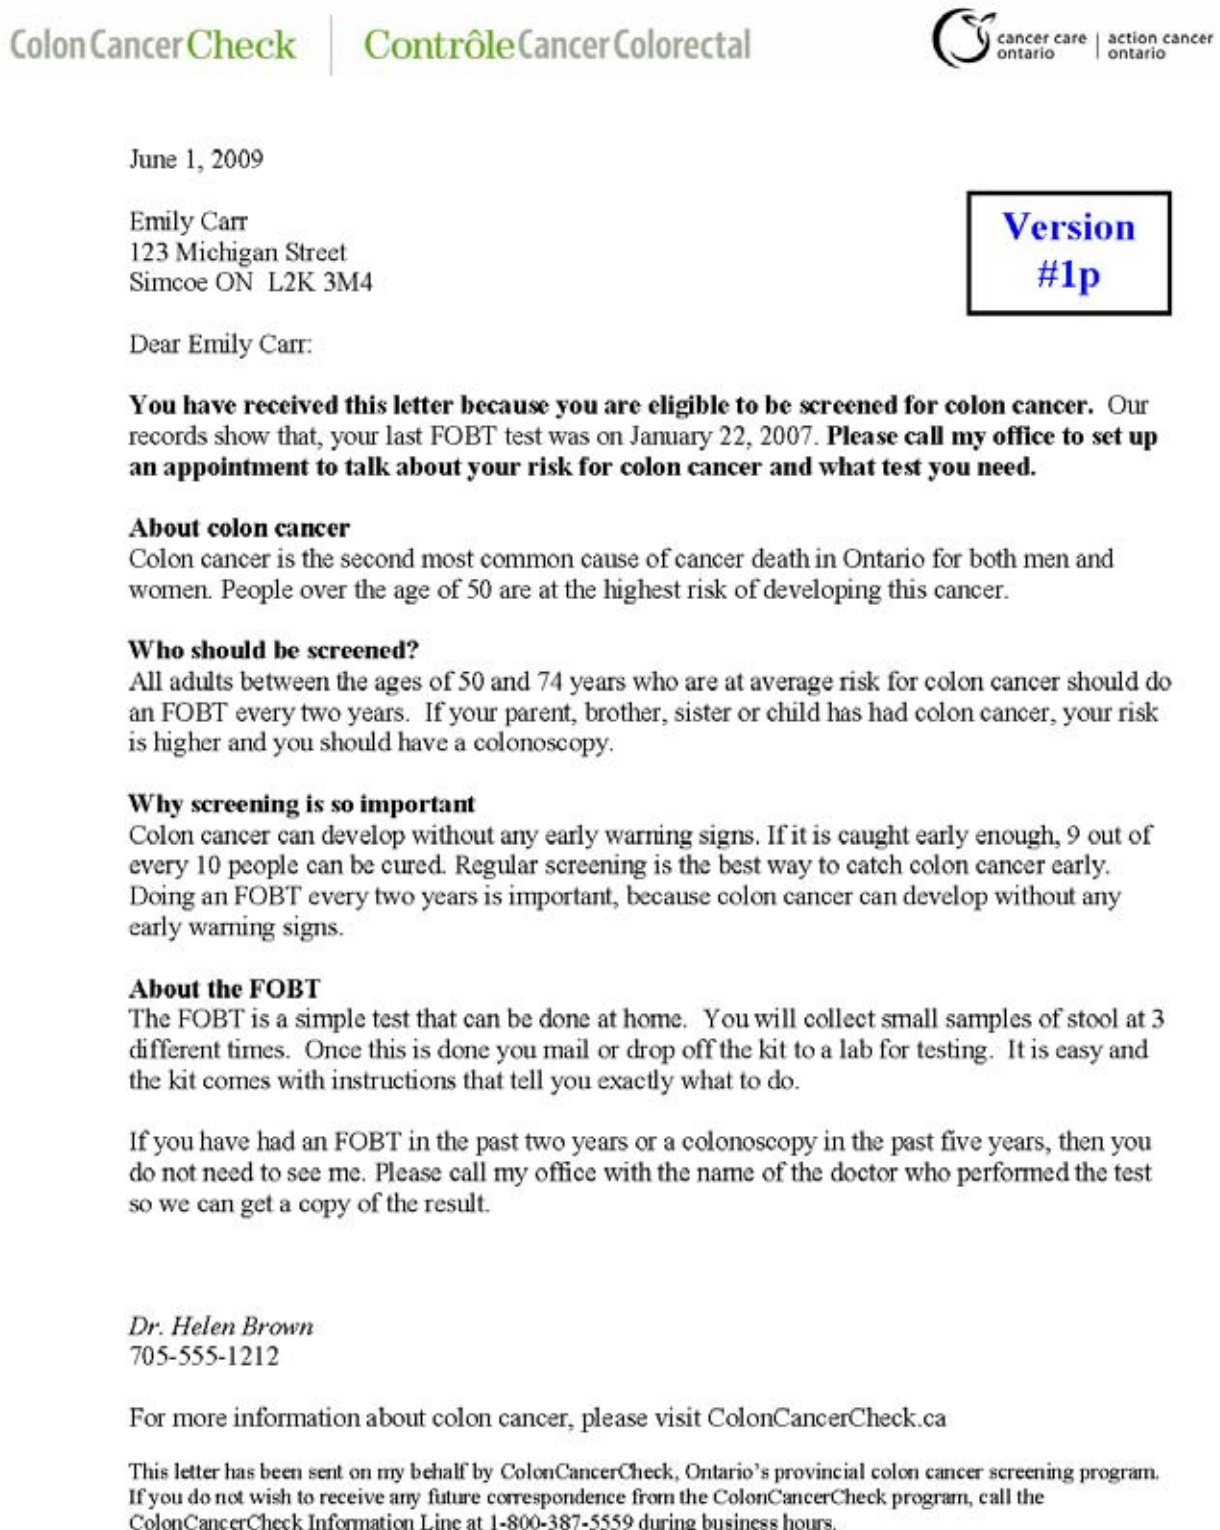 Colon Cancer Check | Contrôle Cancer Colorectal
cancer care | action cancer
ontario | ontario
June 1, 2009
Emily Carr
123 Michigan Street
Simcoe ON  L2K 3M4
Version
#1p
Dear Emily Carr:
You have received this letter because you are eligible to be screened for colon cancer.  Our
records show that, your last FOBT test was on January 22, 2007. Please call my office to set up
an appointment to talk about your risk for colon cancer and what test you need.
About colon cancer
Colon cancer is the second most common cause of cancer death in Ontario for both men and
women. People over the age of 50 are at the highest risk of developing this cancer.
Who should be screened?
All adults between the ages of 50 and 74 years who are at average risk for colon cancer should do
an FOBT every two years.  If your parent, brother, sister or child has had colon cancer, your risk
is higher and you should have a colonoscopy.
Why screening is so important
Colon cancer can develop without any early warning signs. If it is caught early enough, 9 out of
every 10 people can be cured. Regular screening is the best way to catch colon cancer early.
Doing an FOBT every two years is important, because colon cancer can develop without any
early warning signs.
About the FOBT
The FOBT is a simple test that can be done at home.  You will collect small samples of stool at 3
different times.  Once this is done you mail or drop off the kit to a lab for testing.  It is easy and
the kit comes with instructions that tell you exactly what to do.
If you have had an FOBT in the past two years or a colonoscopy in the past five years, then you
do not need to see me. Please call my office with the name of the doctor who performed the test
so we can get a copy of the result.
Dr. Helen Brown
705-555-1212
For more information about colon cancer, please visit ColonCancerCheck.ca
This letter has been sent on my behalf by ColonCancerCheck, Ontario's provincial colon cancer screening program.
If you do not wish to receive any future correspondence from the ColonCancerCheck program, call the
ColonCancerCheck Information Line at 1-800-387-5559 during business hours.